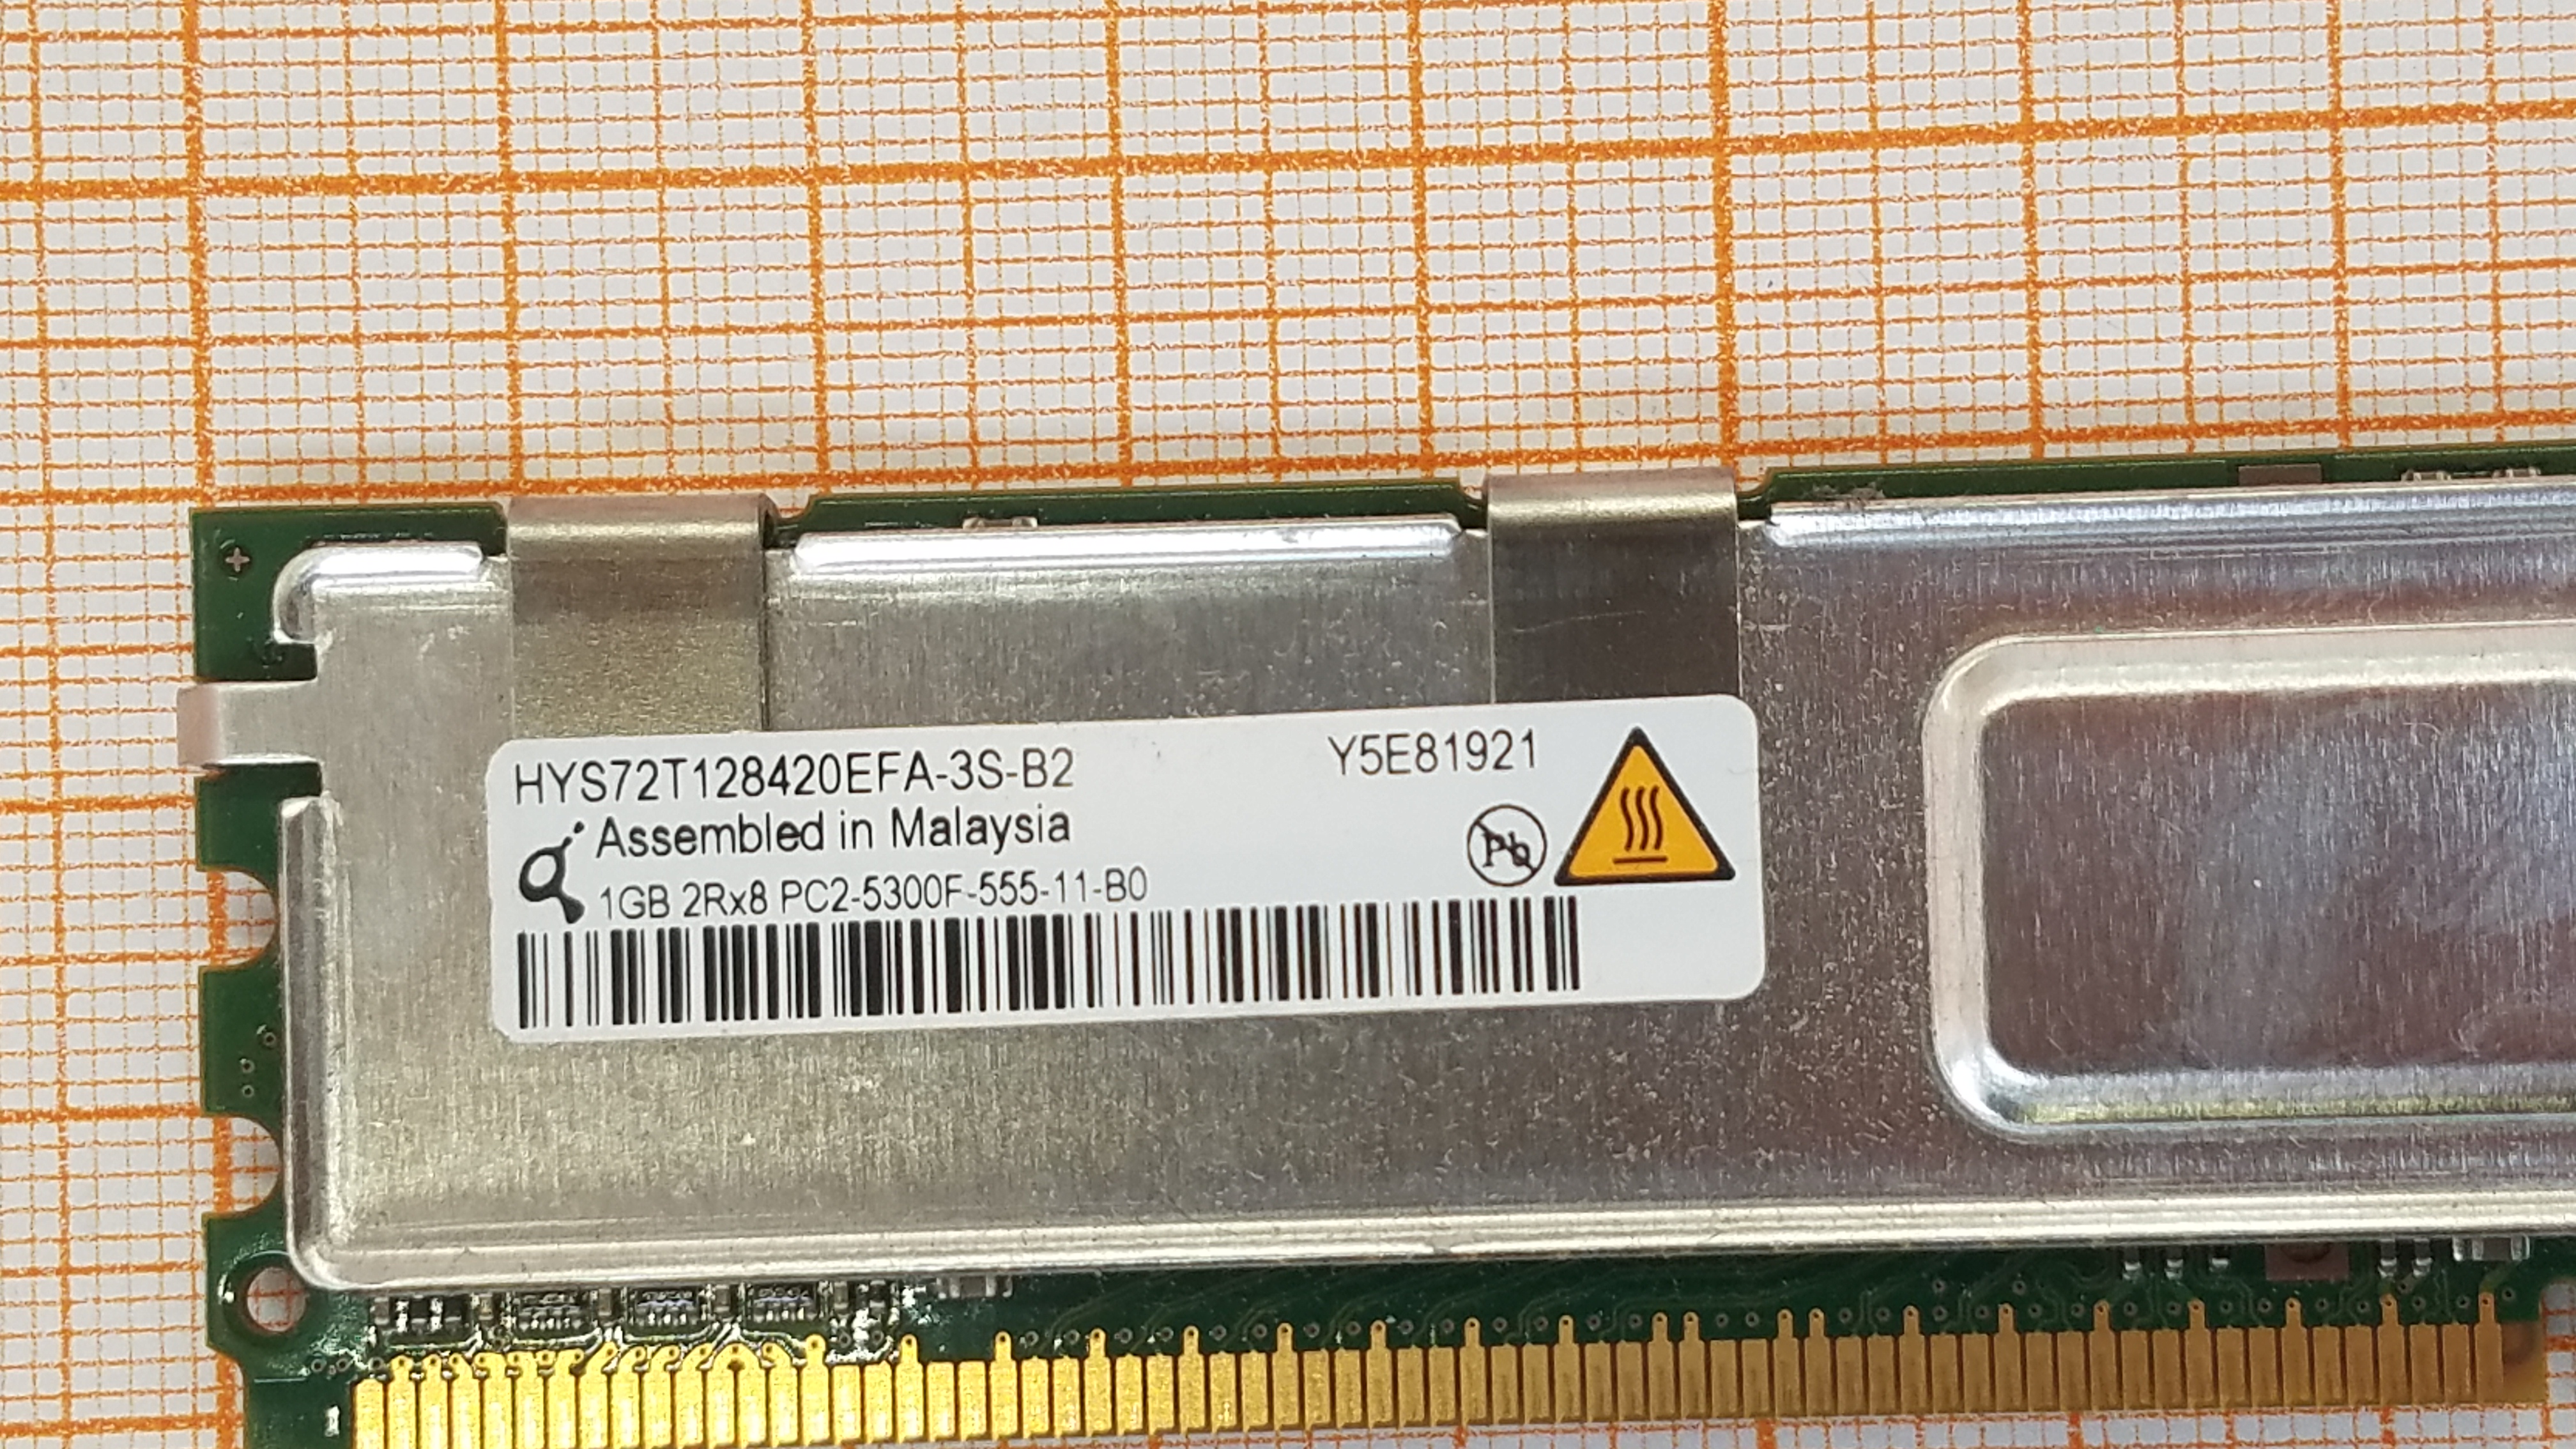 HYS72T128420EFA-3S-B2 Y5E81921
Assembled in Malaysia
Pb
1GB 2Rx8 PC2-5300F-555-11-B0